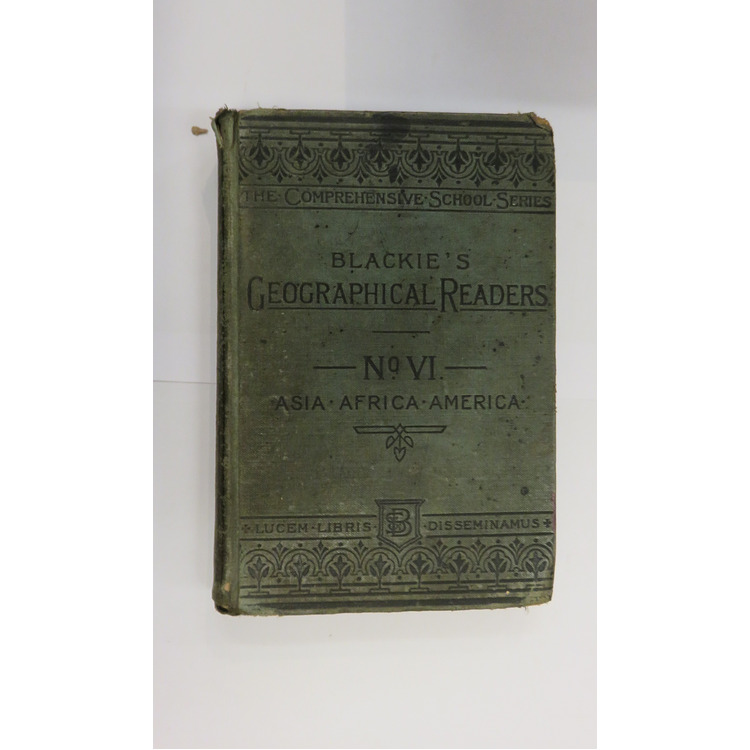 THE · COMPREHENSIVE · SCHOOL · SERIES
BLACKIE'S
GEOGRAPHICAL READERS
Nº VI.
ASIA · AFRICA · AMERICA ·
LUCEM · LIBRIS · DISSEMINAMUS